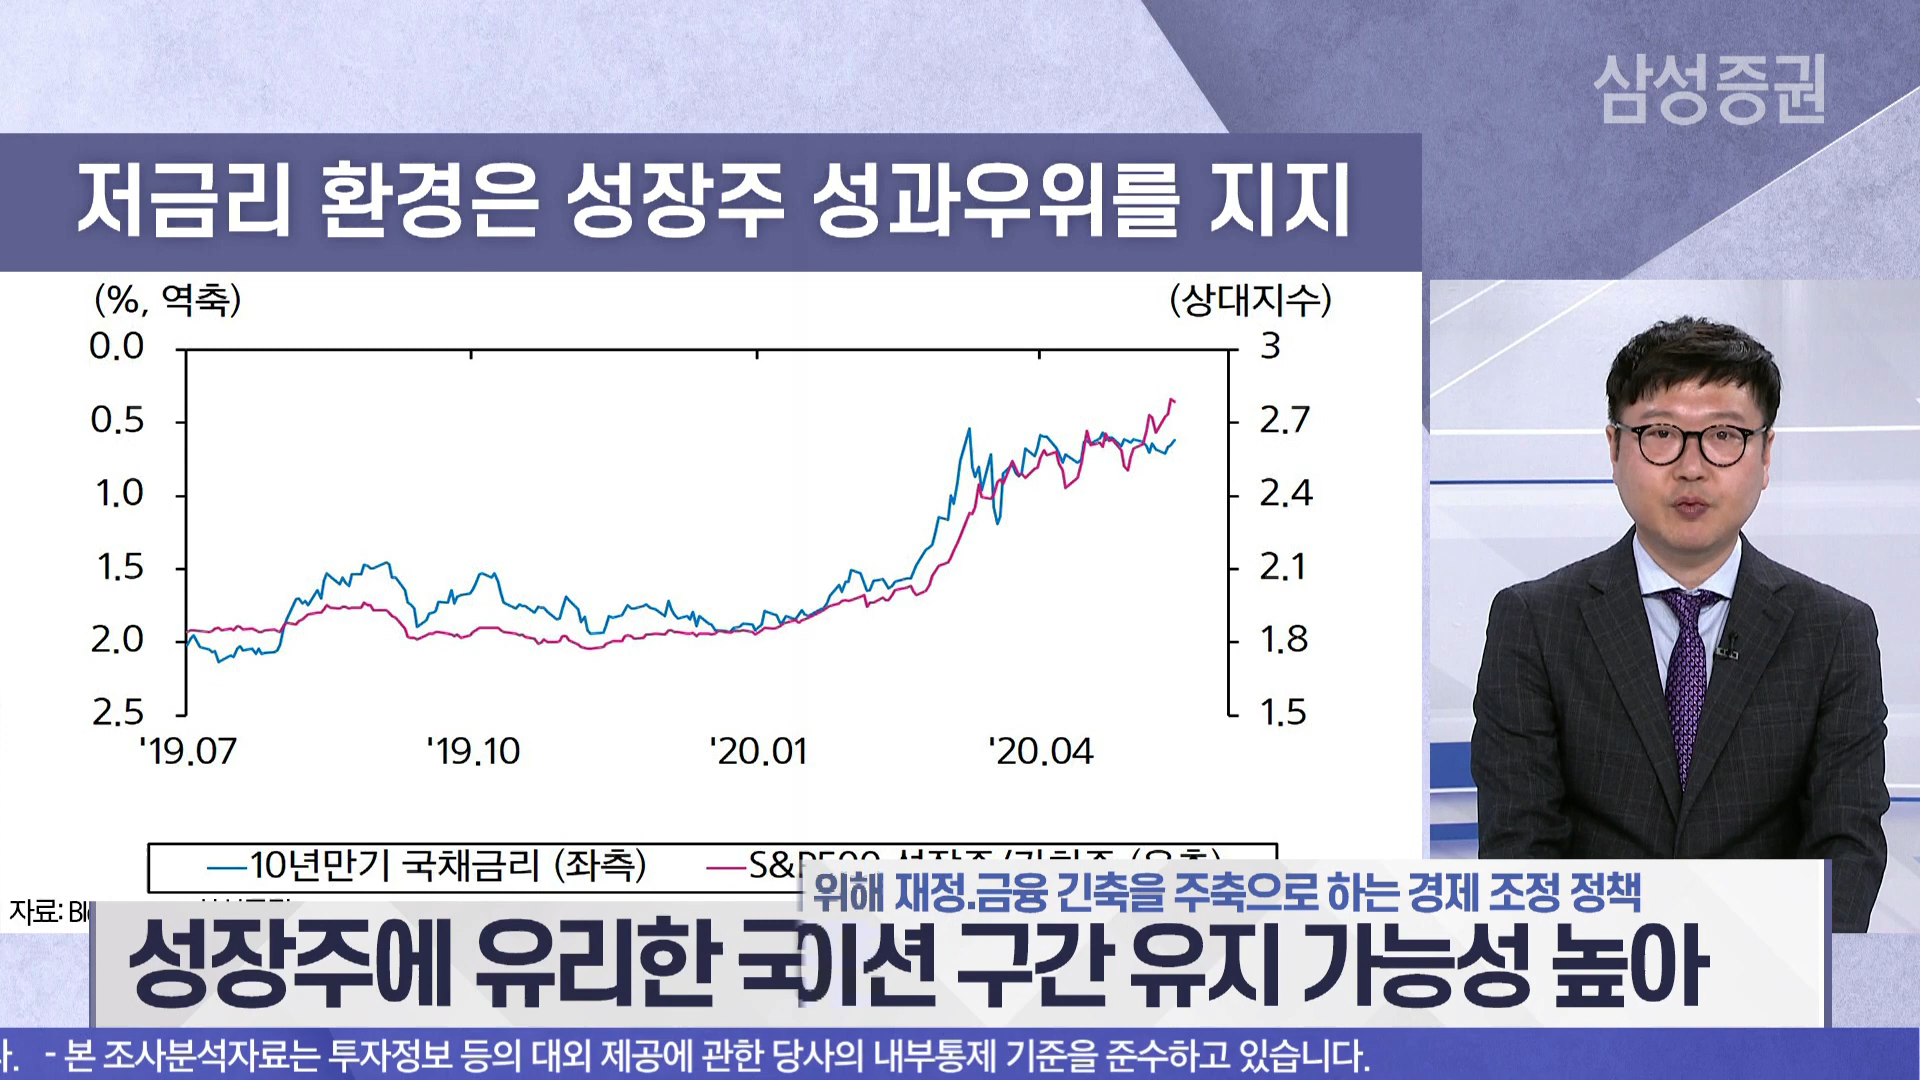 삼성증권
저금리 환경은 성장주 성과우위를 지지
(%, 역축)
(상대지수)
0.0
0.5
1.0
1.5
2.0
2.5
3
2.7
2.4
2.1
1.8
1.5
'19.07
'19.10
'20.01
'20.04
10년만기 국채금리 (좌측)
자료:
위해 재정.금융 긴축을 주축으로 하는 경제 조정 정책
성장주에 유리한 이션 구간 유지 가능성 높아
- 본 조사분석자료는 투자정보 등의 대외 제공에 관한 당사의 내부통제 기준을 준수하고 있습니다.